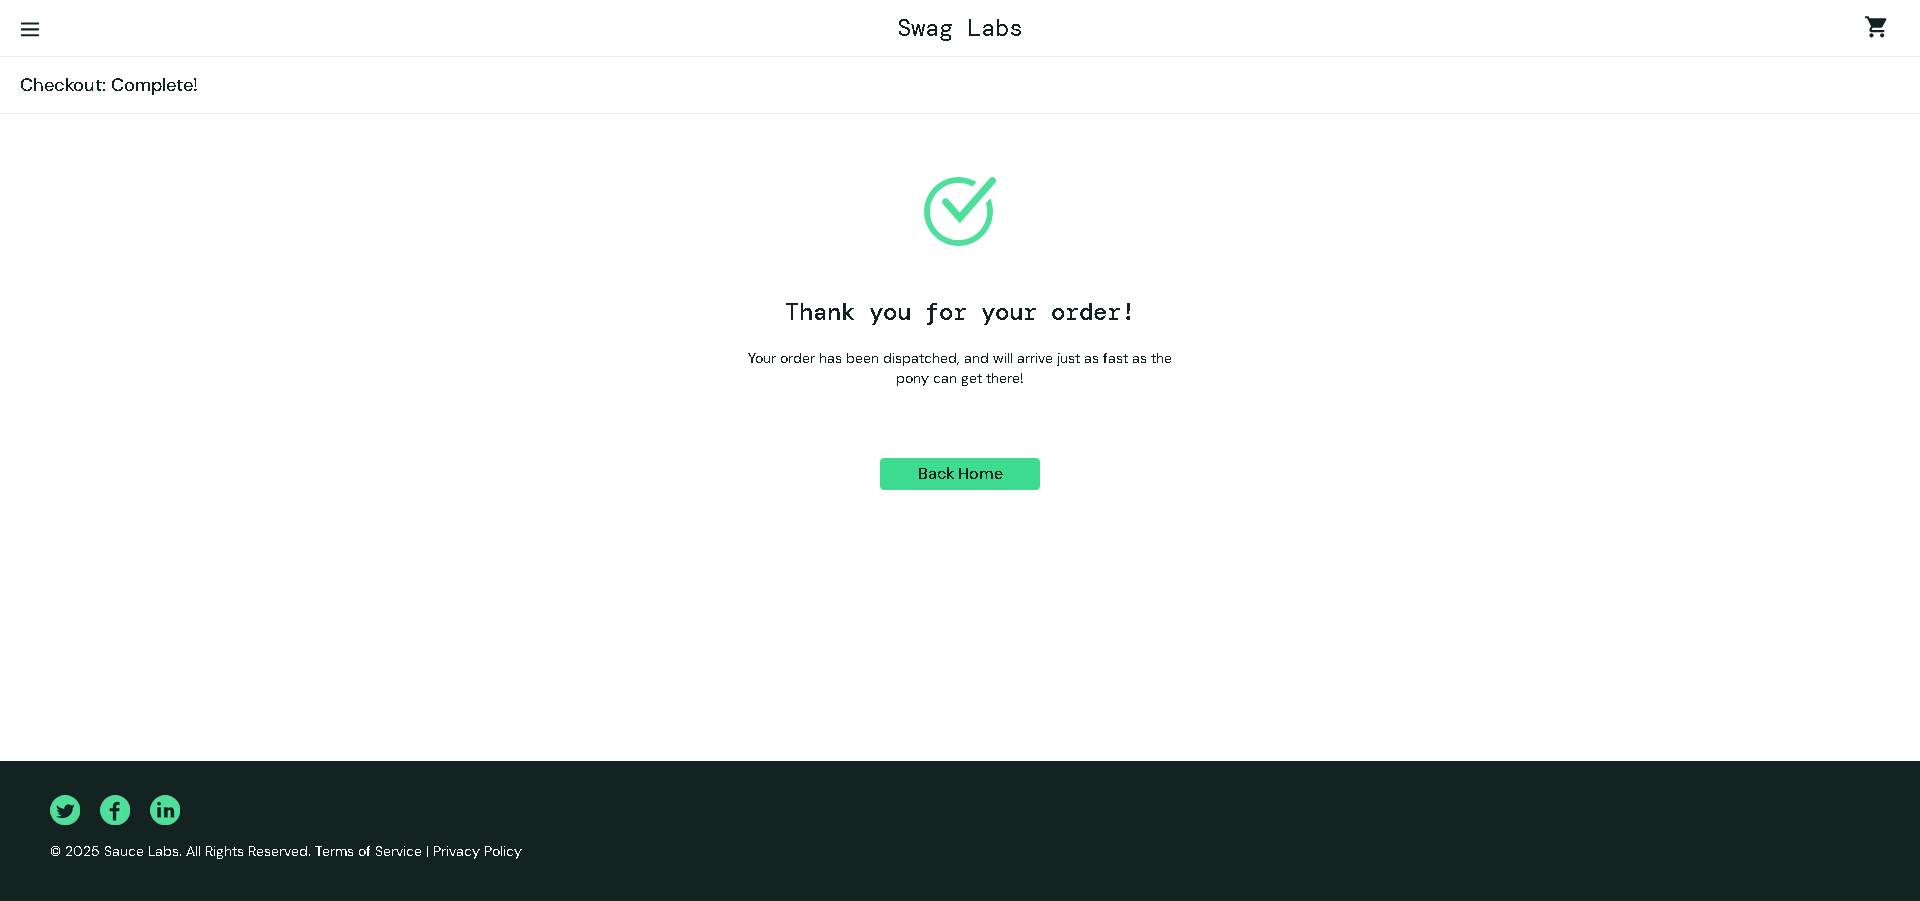 Swag Labs
Checkout: Complete!
Thank you for your order!
Your order has been dispatched, and will arrive just as fast as the
pony can get there!
Back Home
© 2025 Sauce Labs. All Rights Reserved. Terms of Service | Privacy Policy